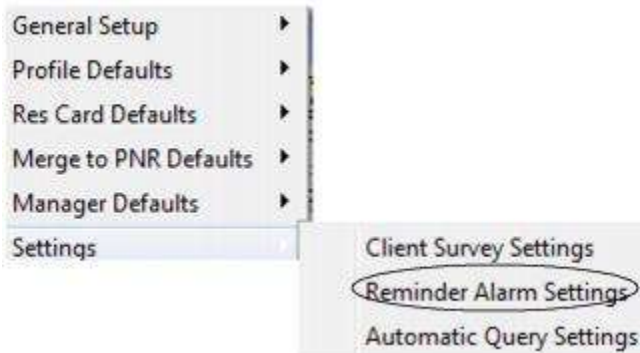 General Setup
Profile Defaults
Res Card Defaults
Merge to PNR Defaults
Manager Defaults
Settings
Client Survey Settings
Reminder Alarm Settings
Automatic Query Settings